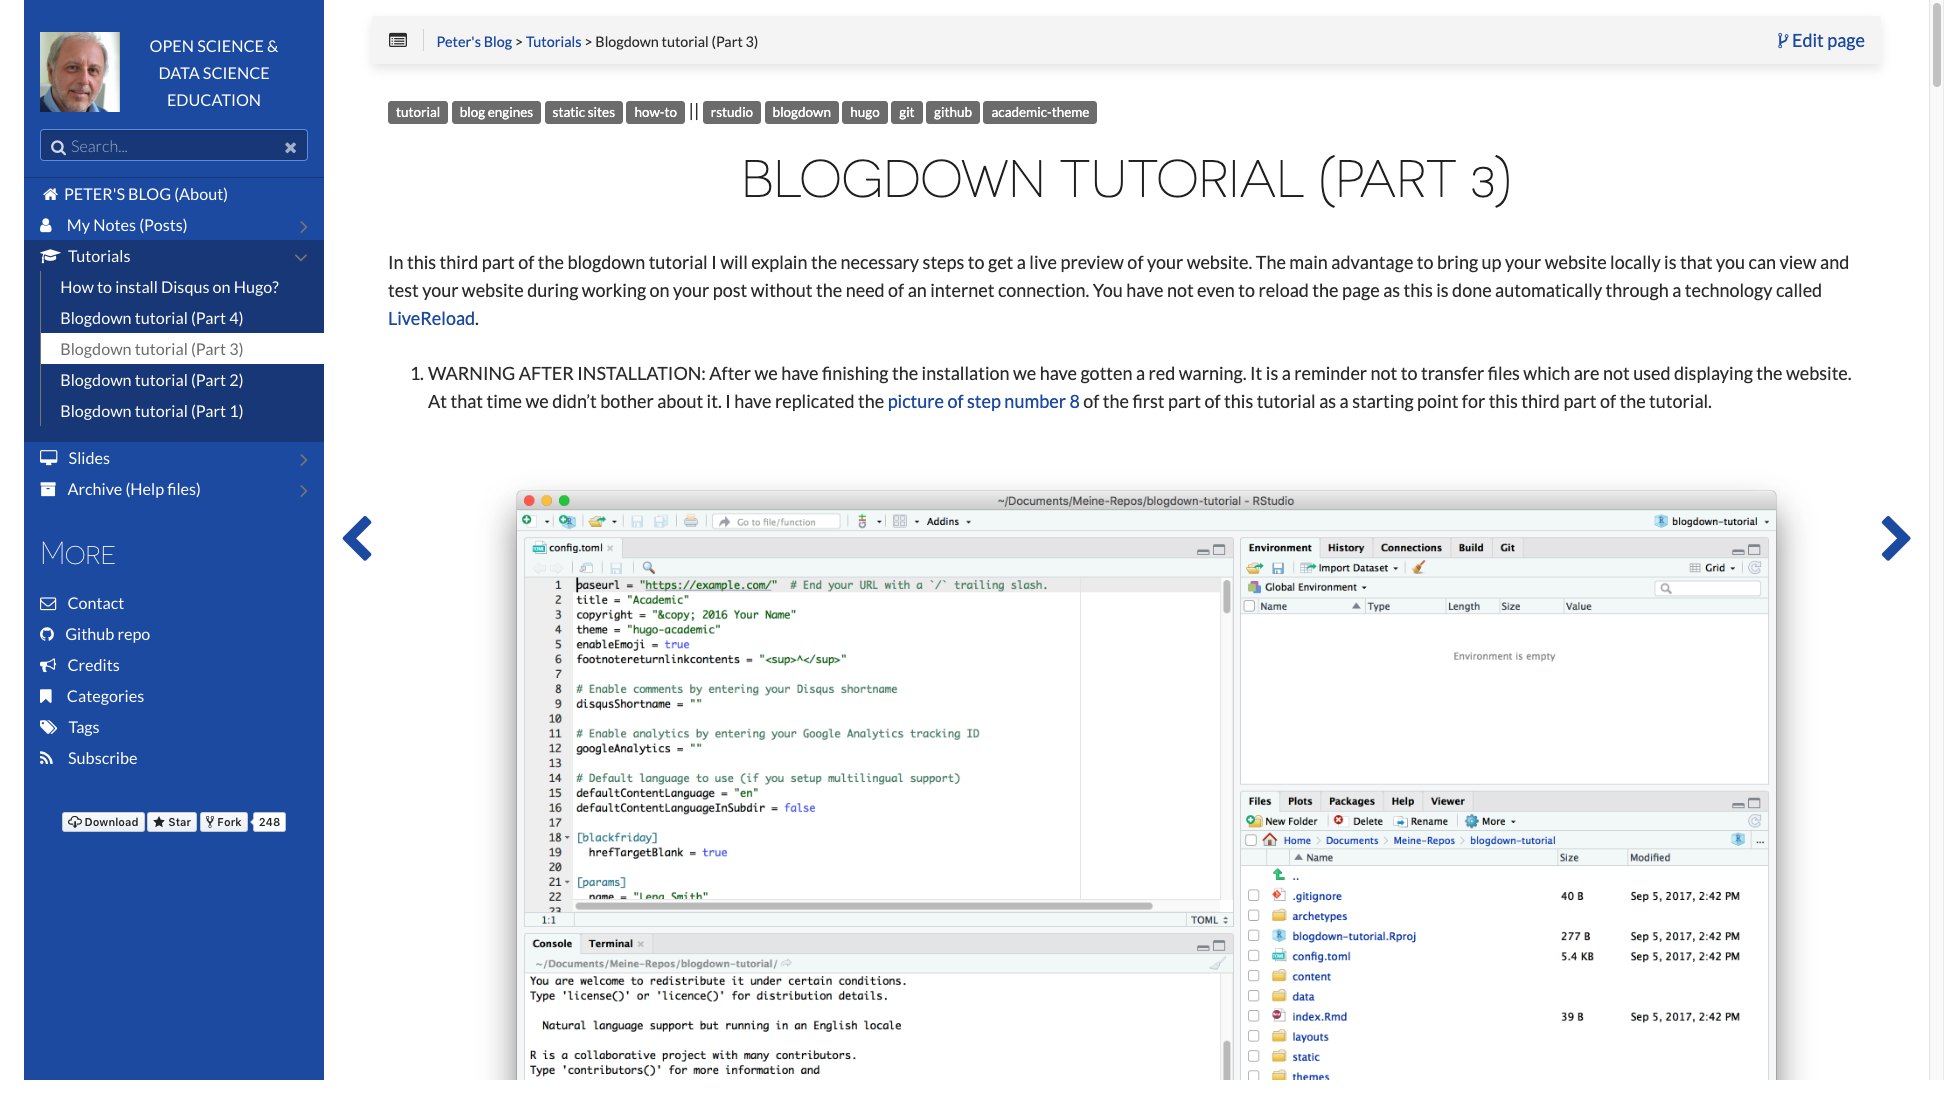 OPEN SCIENCE &
DATA SCIENCE
EDUCATION
Search...
PETER'S BLOG (About)
My Notes (Posts)
Tutorials
How to install Disqus on Hugo?
Blogdown tutorial (Part 4)
Blogdown tutorial (Part 3)
Blogdown tutorial (Part 2)
Blogdown tutorial (Part 1)
Slides
Archive (Help files)
MORE
Contact
Github repo
Credits
Categories
Tags
Subscribe
Download Star Fork 248
Peter's Blog > Tutorials > Blogdown tutorial (Part 3)
Edit page
tutorial blog engines static sites how-to || rstudio blogdown hugo git github academic-theme
BLOGDOWN TUTORIAL (PART 3)
In this third part of the blogdown tutorial I will explain the necessary steps to get a live preview of your website. The main advantage to bring up your website locally is that you can view and
test your website during working on your post without the need of an internet connection. You have not even to reload the page as this is done automatically through a technology called
LiveReload.
1. WARNING AFTER INSTALLATION: After we have finishing the installation we have gotten a red warning. It is a reminder not to transfer files which are not used displaying the website.
At that time we didn't bother about it. I have replicated the picture of step number 8 of the first part of this tutorial as a starting point for this third part of the tutorial.
~/Documents/Meine-Repos/blogdown-tutorial - RStudio
Go to file/function
Addins
blogdown-tutorial
config.toml
1 baseurl = "https://example.com/" # End your URL with a `/` trailing slash.
2 title = "Academic"
3 copyright = "&copy; 2016 Your Name"
4 theme = "hugo-academic"
5 enableEmoji = true
6 footnotereturnlinkcontents = "<sup>^</sup>"
7
8 # Enable comments by entering your Disqus shortname
9 disqusShortname = ""
10
11 # Enable analytics by entering your Google Analytics tracking ID
12 googleAnalytics = ""
13
14 # Default language to use (if you setup multilingual support)
15 defaultContentLanguage = "en"
16 defaultContentLanguageInSubdir = false
17
18 [blackfriday]
19 hrefTargetBlank = true
20
21 [params]
22 name = "Lena Smith"
23
1:1
TOML
Console Terminal
~/Documents/Meine-Repos/blogdown-tutorial/
You are welcome to redistribute it under certain conditions.
Type 'license()' or 'licence()' for distribution details.
Natural language support but running in an English locale
R is a collaborative project with many contributors.
Type 'contributors()' for more information and
Environment History Connections Build Git
Import Dataset
Grid
Global Environment
Name Type Length Size Value
Environment is empty
Files Plots Packages Help Viewer
New Folder Delete Rename More
Home Documents Meine-Repos blogdown-tutorial
...
Name Size Modified
..
.gitignore 40 B Sep 5, 2017, 2:42 PM
archetypes
blogdown-tutorial.Rproj 277 B Sep 5, 2017, 2:42 PM
config.toml 5.4 KB Sep 5, 2017, 2:42 PM
content
data
index.Rmd 39 B Sep 5, 2017, 2:42 PM
layouts
static
themes